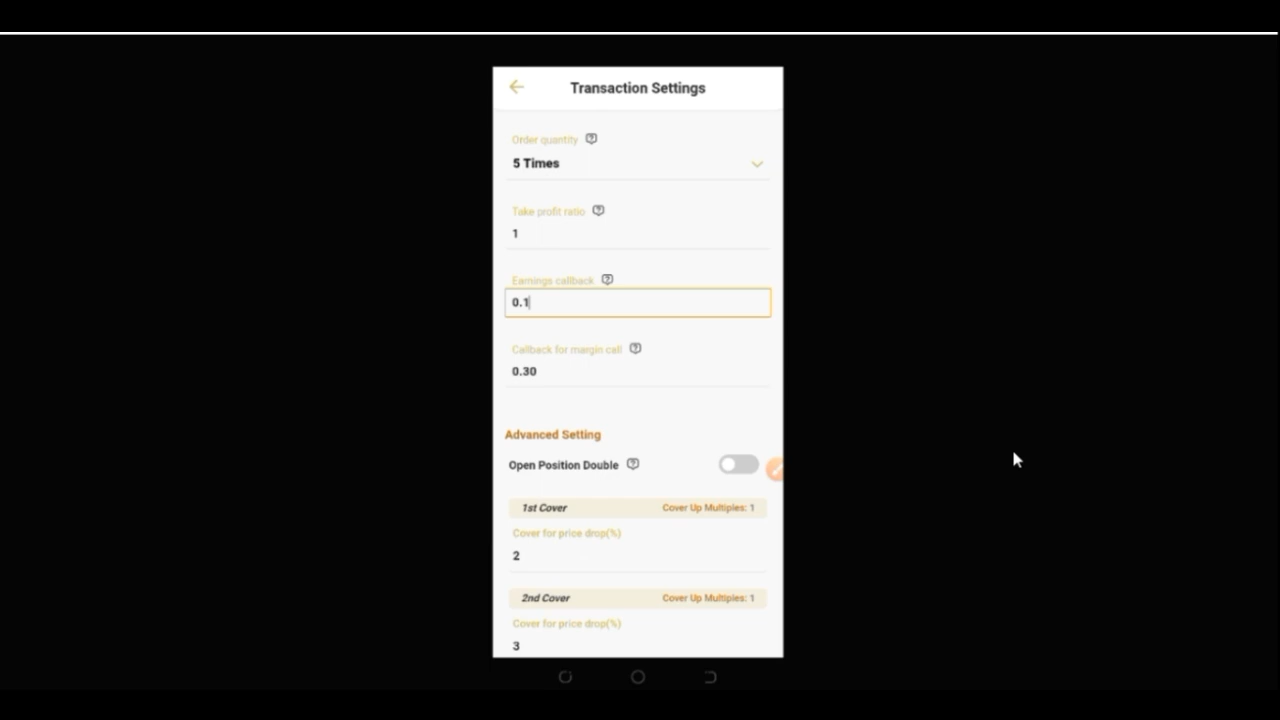 Transaction Settings
Order quantity
5 Times
Take profit ratio
1
Earnings callback
0.1
Callback for margin call
0.30
Advanced Setting
Open Position Double
1st Cover Cover Up Multiples: 1
Cover for price drop(%)
2
2nd Cover Cover Up Multiples: 1
Cover for price drop(%)
3